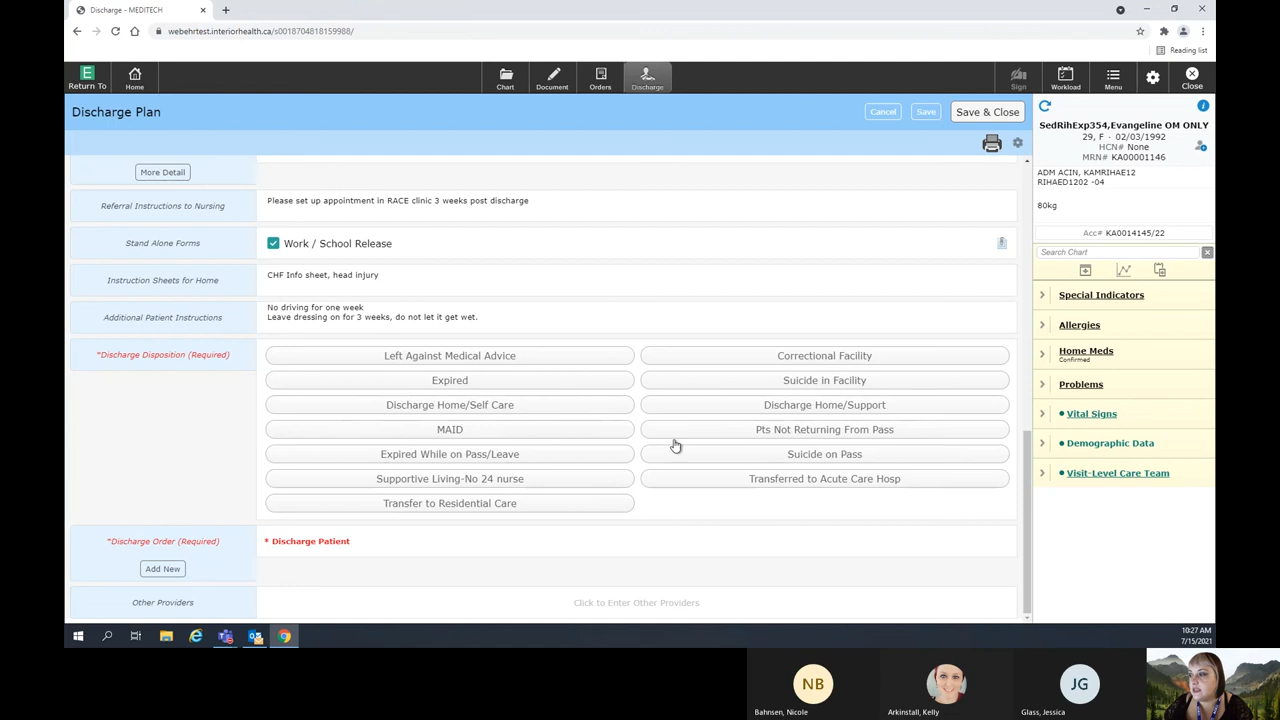 Discharge - MEDITECH
webehrtest.interiorhealth.ca/s0018704818159988/
Reading list
Return To
Home
Chart
Document
Orders
Discharge
Sign
Workload
Menu
Close
Discharge Plan
Cancel
Save
Save & Close
SedRihExp354,Evangeline OM ONLY
29, F · 02/03/1992
HCN# None
MRN# KA00001146
ADM ACIN, KAMRIHAE12
RIHAED1202 -04
80kg
Acc# KA0014145/22
Search Chart
Special Indicators
Allergies
Home Meds
Confirmed
Problems
Vital Signs
Demographic Data
Visit-Level Care Team
More Detail
Referral Instructions to Nursing
Please set up appointment in RACE clinic 3 weeks post discharge
Stand Alone Forms
Work / School Release
Instruction Sheets for Home
CHF Info sheet, head injury
Additional Patient Instructions
No driving for one week
Leave dressing on for 3 weeks, do not let it get wet.
*Discharge Disposition (Required)
Left Against Medical Advice
Correctional Facility
Expired
Suicide in Facility
Discharge Home/Self Care
Discharge Home/Support
MAID
Pts Not Returning From Pass
Expired While on Pass/Leave
Suicide on Pass
Supportive Living-No 24 nurse
Transferred to Acute Care Hosp
Transfer to Residential Care
*Discharge Order (Required)
* Discharge Patient
Add New
Other Providers
Click to Enter Other Providers
10:27 AM
7/15/2021
NB
Bahnsen, Nicole
Arkinstall, Kelly
JG
Glass, Jessica